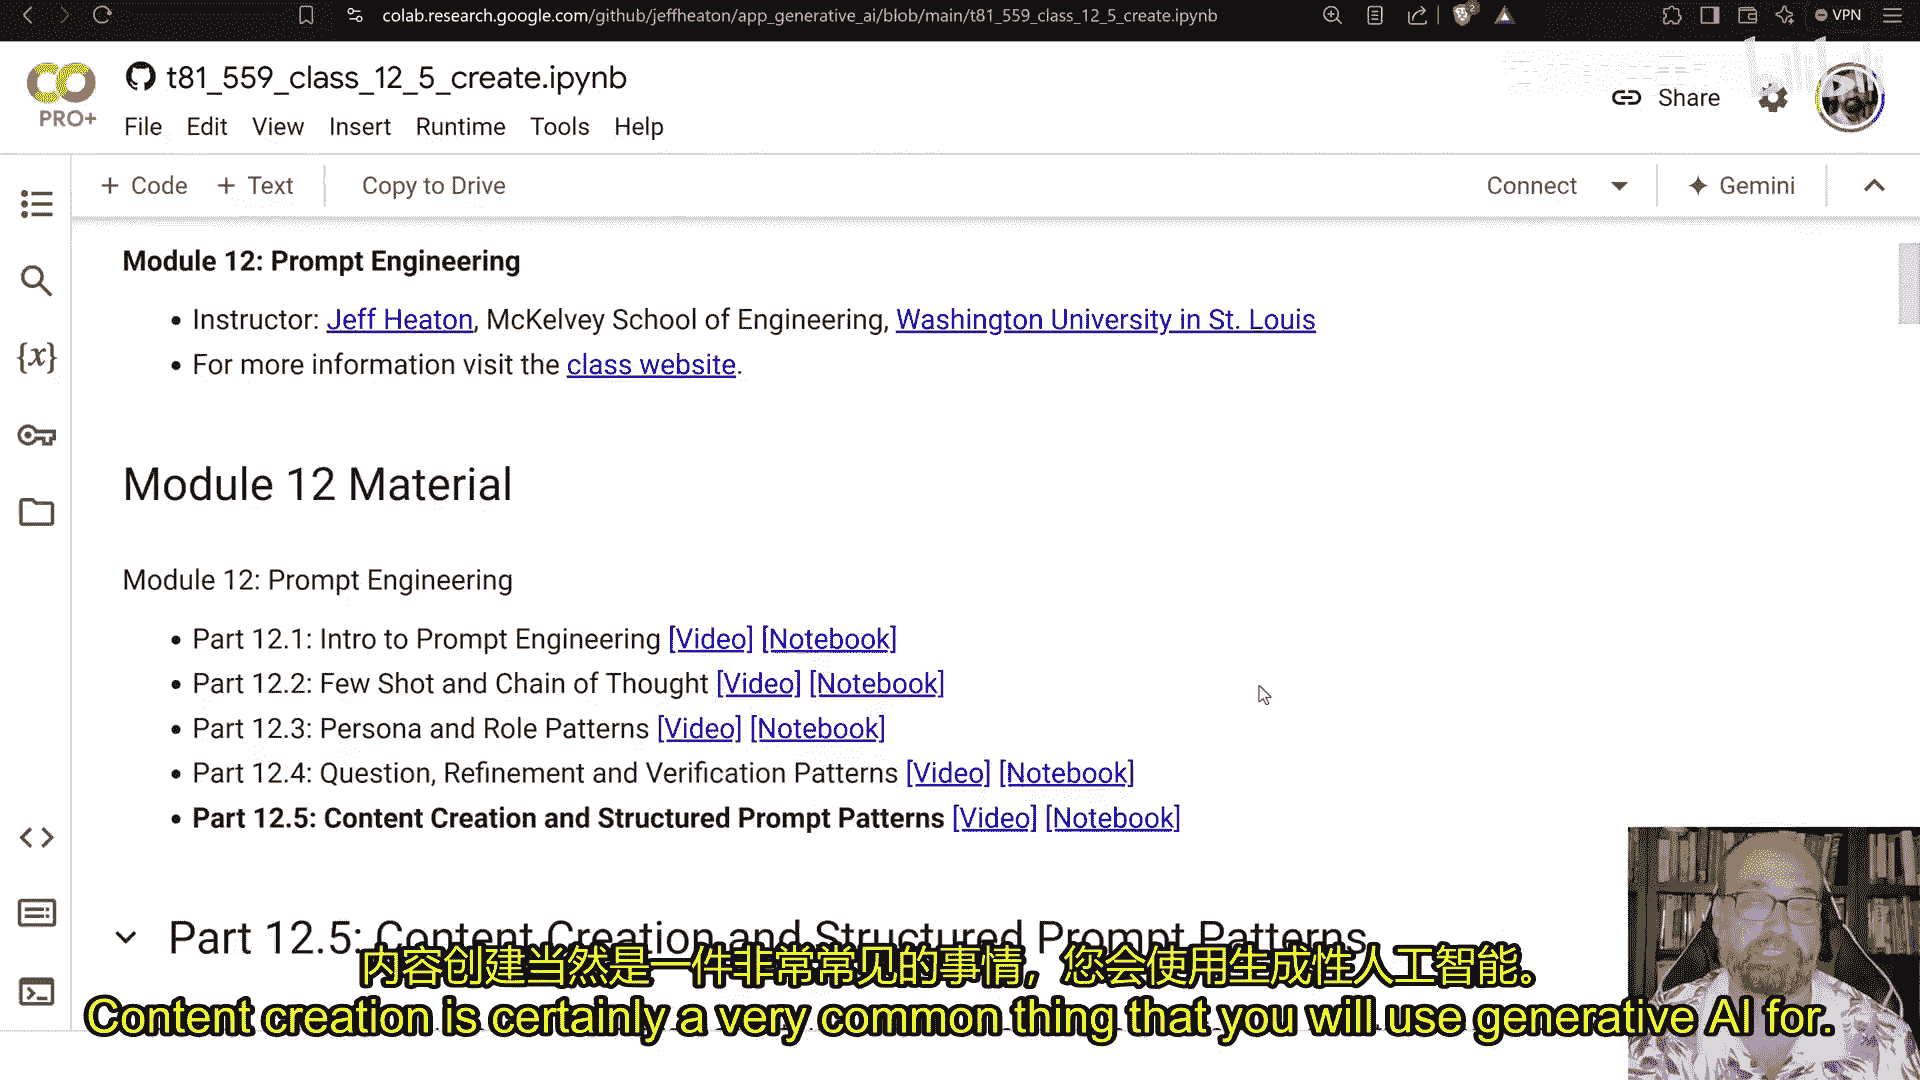 colab.research.google.com/github/jeffheaton/app_generative_ai/blob/main/t81_559_class_12_5_create.ipynb
2
VPN
t81_559_class_12_5_create.ipynb
PRO+
Share
File Edit View Insert Runtime Tools Help
+ Code + Text Copy to Drive Connect Gemini
Module 12: Prompt Engineering
• Instructor: Jeff Heaton, McKelvey School of Engineering, Washington University in St. Louis
• For more information visit the class website.
Module 12 Material
Module 12: Prompt Engineering
• Part 12.1: Intro to Prompt Engineering [Video] [Notebook]
• Part 12.2: Few Shot and Chain of Thought [Video] [Notebook]
• Part 12.3: Persona and Role Patterns [Video] [Notebook]
• Part 12.4: Question, Refinement and Verification Patterns [Video] [Notebook]
• Part 12.5: Content Creation and Structured Prompt Patterns [Video] [Notebook]
Part 12.5: Content Creation and Structured Prompt Patterns
内容创建当然是一件非常常见的事情，您会使用生成性人工智能。
Content creation is certainly a very common thing that you will use generative AI for.